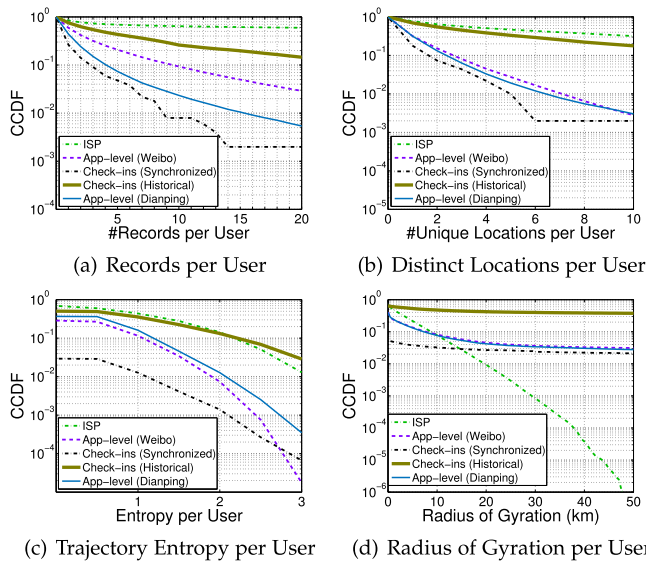 10^0
10^-1
10^-2
10^-3
10^-4
CCDF
ISP
App-level (Weibo)
Check-ins (Synchronized)
Check-ins (Historical)
App-level (Dianping)
5 10 15 20
#Records per User
(a) Records per User
10^0
10^-1
10^-2
10^-3
10^-4
10^-5
CCDF
ISP
App-level (Weibo)
Check-ins (Synchronized)
Check-ins (Historical)
App-level (Dianping)
0 2 4 6 8 10
#Unique Locations per User
(b) Distinct Locations per User
10^0
10^-1
10^-2
10^-3
10^-4
CCDF
ISP
App-level (Weibo)
Check-ins (Synchronized)
Check-ins (Historical)
App-level (Dianping)
1 2 3
Entropy per User
(c) Trajectory Entropy per User
10^0
10^-1
10^-2
10^-3
10^-4
10^-5
10^-6
CCDF
ISP
App-level (Weibo)
Check-ins (Synchronized)
Check-ins (Historical)
App-level (Dianping)
0 10 20 30 40 50
Radius of Gyration (km)
(d) Radius of Gyration per User